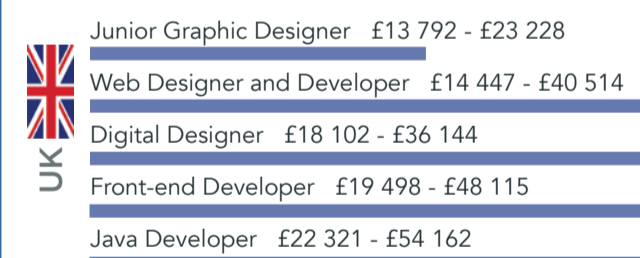 Junior Graphic Designer £13 792 - £23 228
Web Designer and Developer £14 447 - £40 514
Digital Designer £18 102 - £36 144
Front-end Developer £19 498 - £48 115
Java Developer £22 321 - £54 162
UK